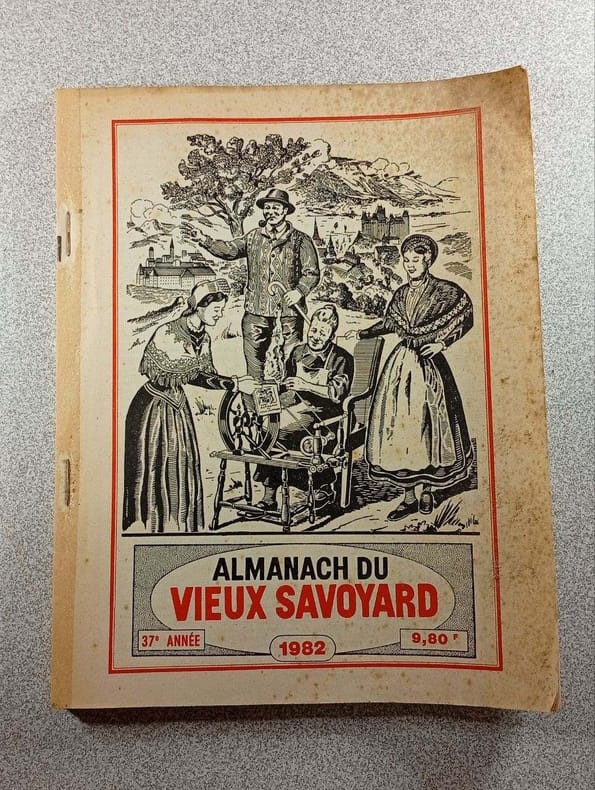 ALMANACH DU
VIEUX SAVOYARD
37e ANNÉE
1982
9,80 F